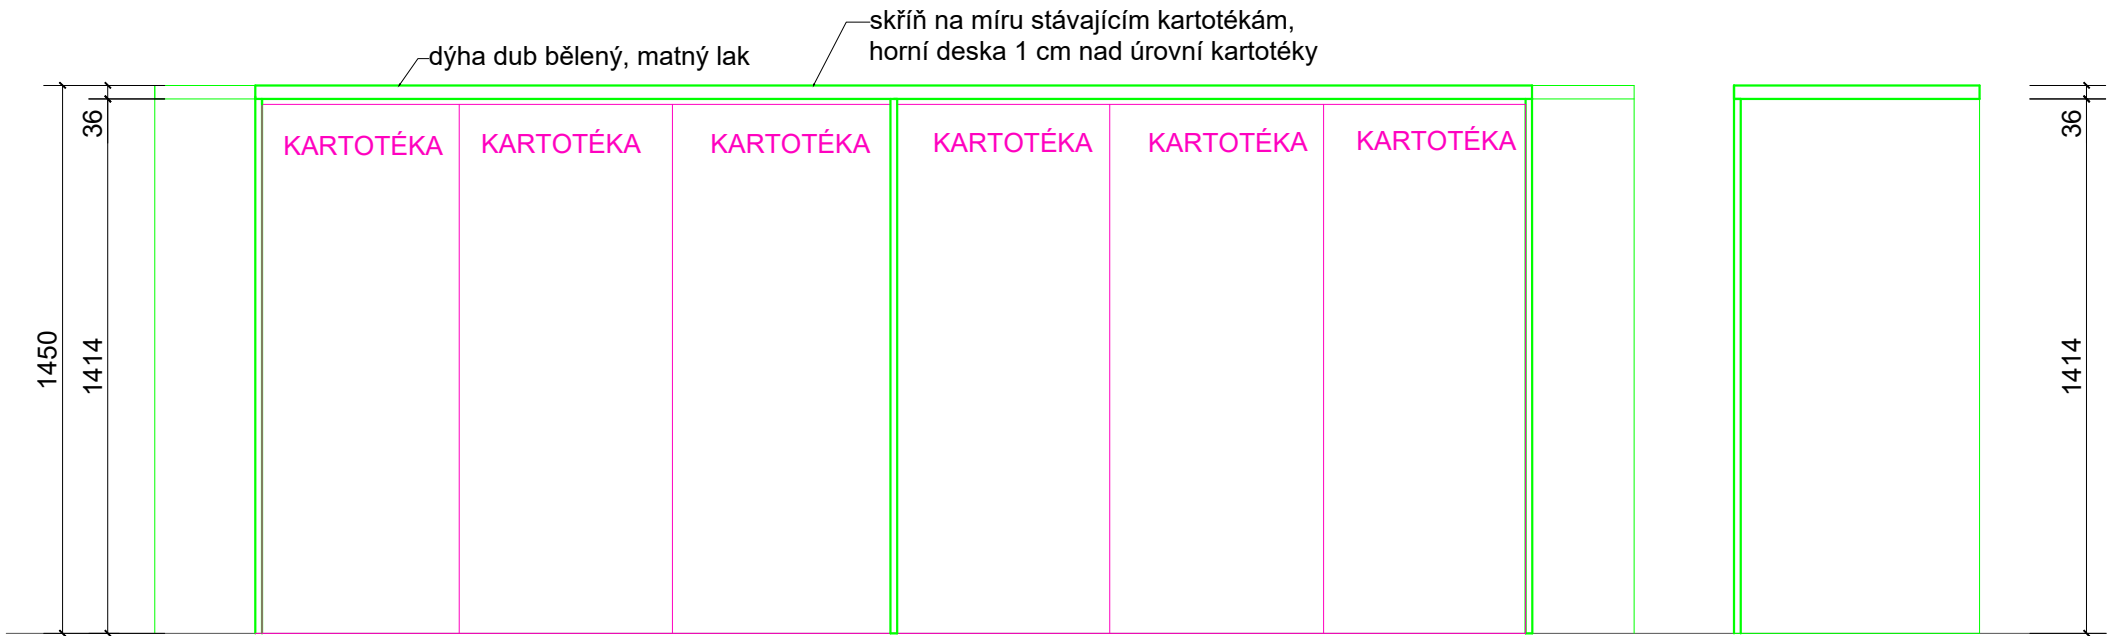 skříň na míru stávajícím kartotékám,
horní deska 1 cm nad úrovní kartotéky
dýha dub bělený, matný lak
36
36
KARTOTÉKA
KARTOTÉKA
KARTOTÉKA
KARTOTÉKA
KARTOTÉKA
KARTOTÉKA
1450
1414
1414